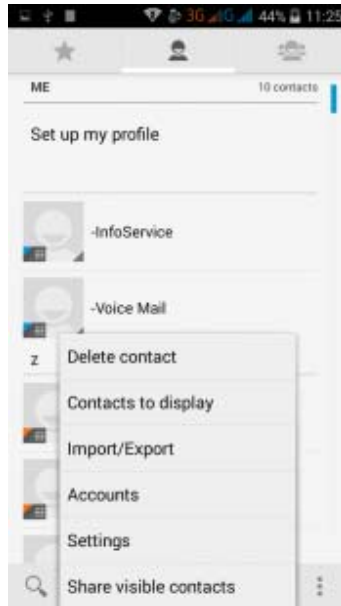 3G G 44% 11:25
ME 10 contacts
Set up my profile
-InfoService
-Voice Mail
Z
Delete contact
Contacts to display
Import/Export
Accounts
Settings
Share visible contacts